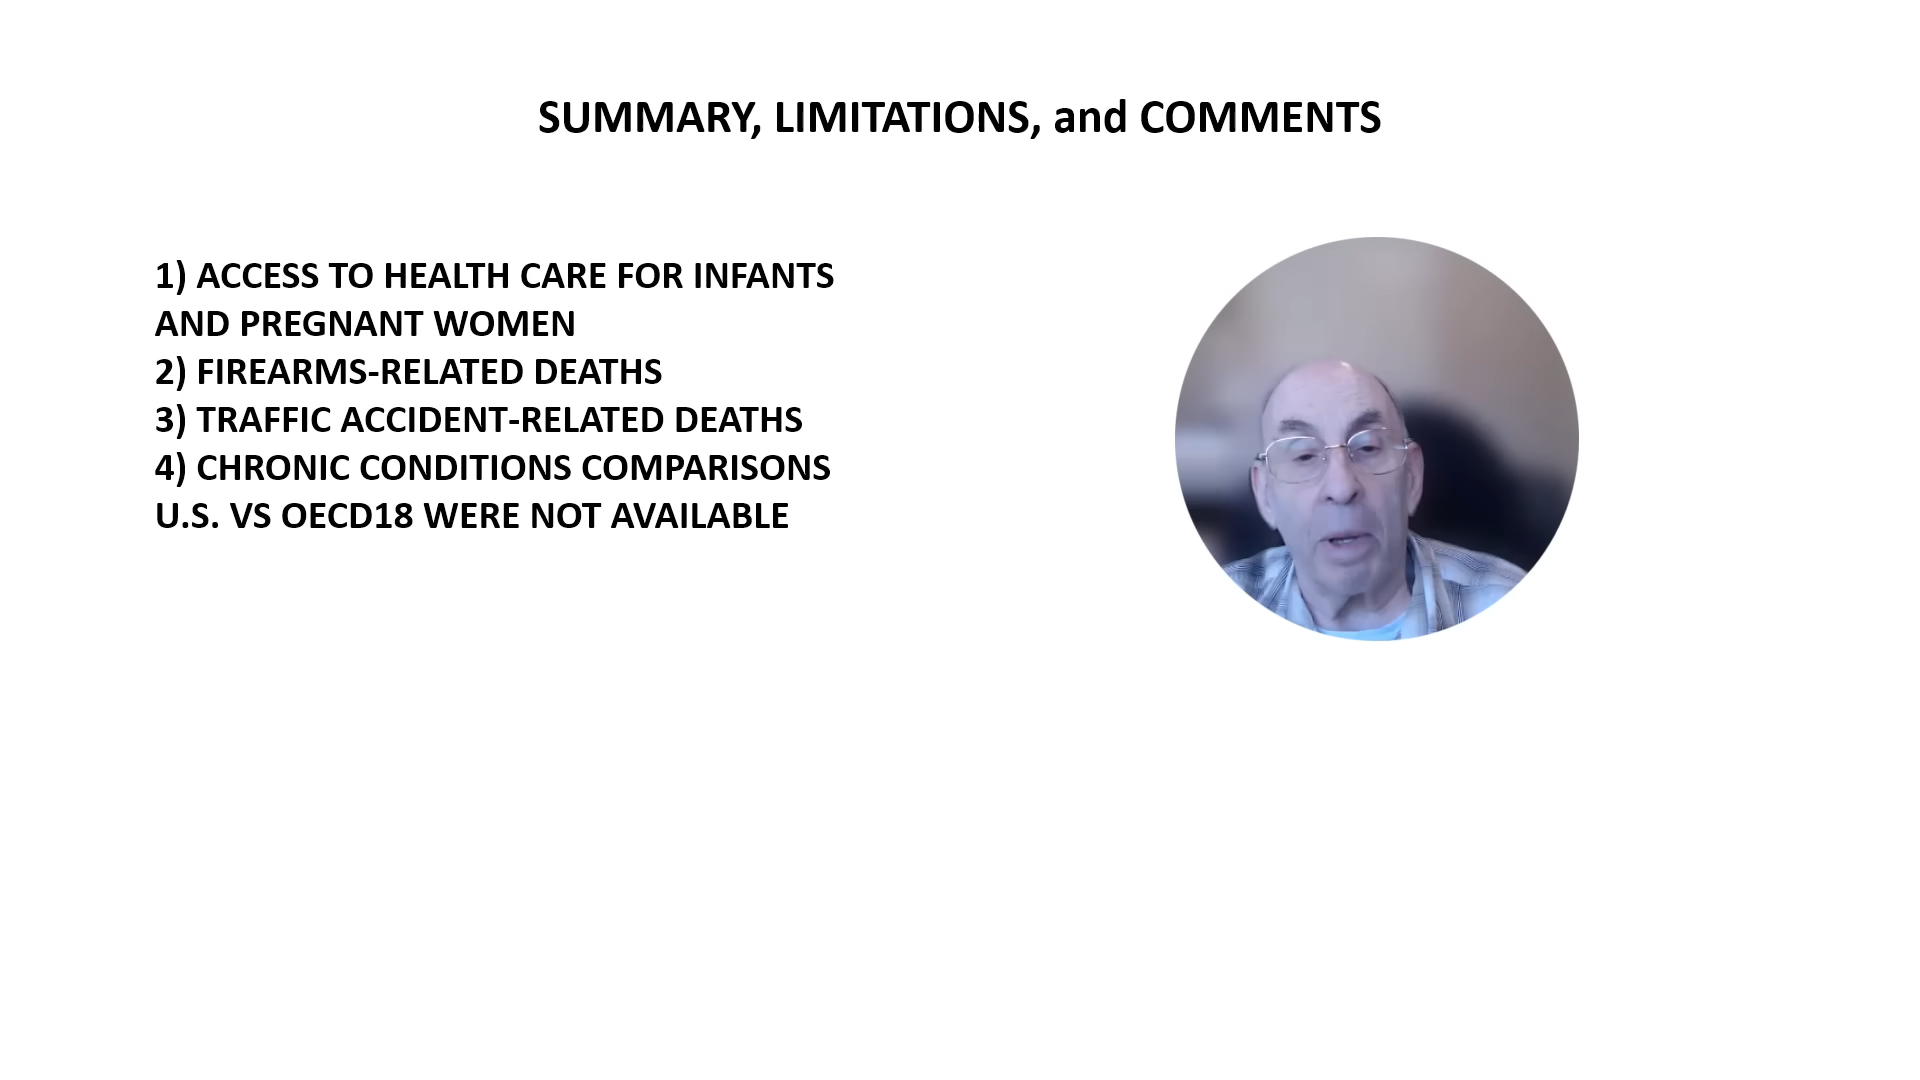 SUMMARY, LIMITATIONS, and COMMENTS
1) ACCESS TO HEALTH CARE FOR INFANTS
AND PREGNANT WOMEN
2) FIREARMS-RELATED DEATHS
3) TRAFFIC ACCIDENT-RELATED DEATHS
4) CHRONIC CONDITIONS COMPARISONS
U.S. VS OECD18 WERE NOT AVAILABLE